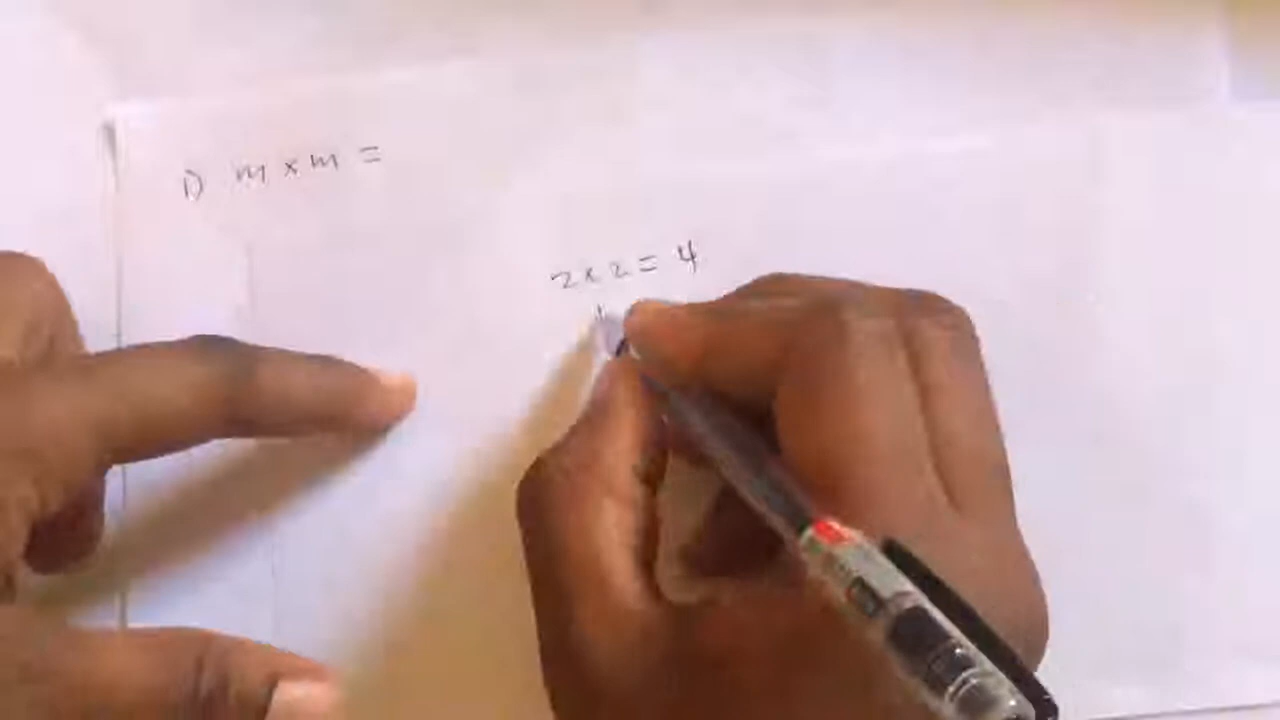 1) m x m =
2 x 2 = 4